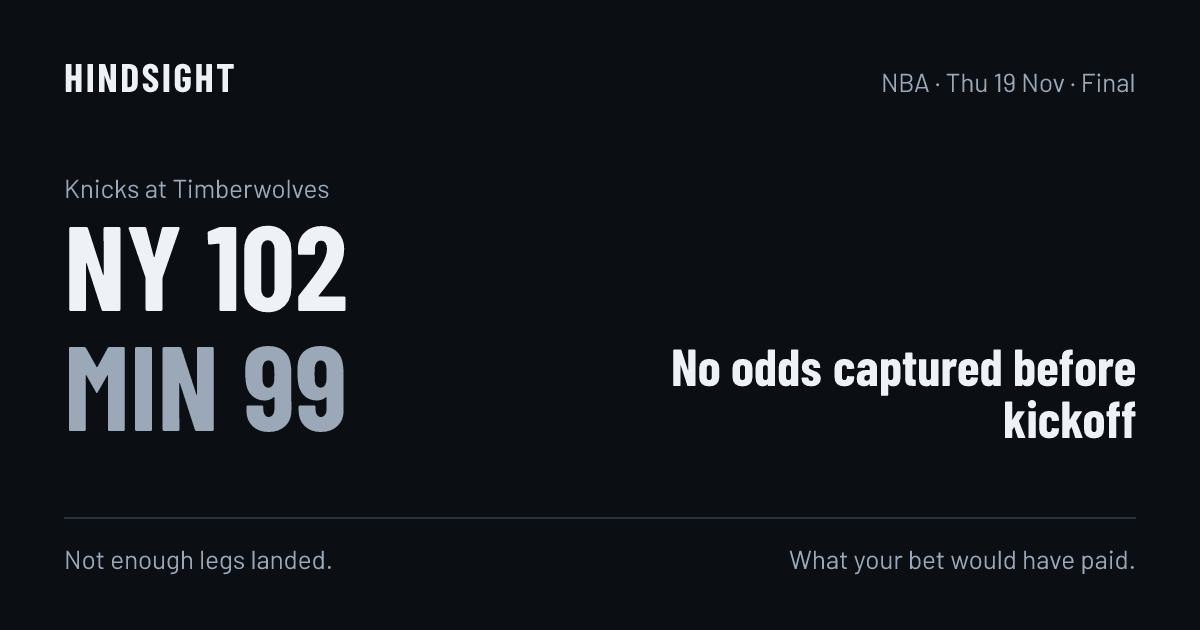 HINDSIGHT
NBA · Thu 19 Nov · Final
Knicks at Timberwolves
NY 102
MIN 99
No odds captured before
kickoff
Not enough legs landed.
What your bet would have paid.